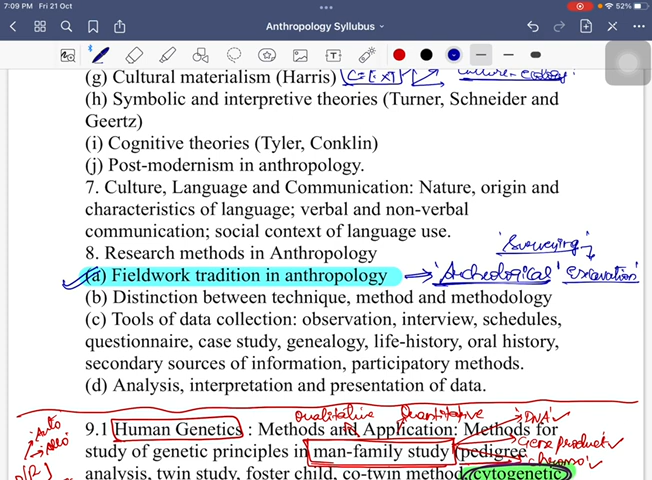 7:09 PM Fri 21 Oct
52%
Anthropology Syllabus
(g) Cultural materialism (Harris)
(h) Symbolic and interpretive theories (Turner, Schneider and
Geertz)
(i) Cognitive theories (Tyler, Conklin)
(j) Post-modernism in anthropology.
7. Culture, Language and Communication: Nature, origin and
characteristics of language; verbal and non-verbal
communication; social context of language use.
8. Research methods in Anthropology
'Surveying'
(a) Fieldwork tradition in anthropology → 'Archeological' Excavation'
(b) Distinction between technique, method and methodology
(c) Tools of data collection: observation, interview, schedules,
questionnaire, case study, genealogy, life-history, oral history,
secondary sources of information, participatory methods.
(d) Analysis, interpretation and presentation of data.
Qualitative Quantitative DNA
Auto
9.1 Human Genetics : Methods and Application: Methods for
Gene product
study of genetic principles in man-family study (pedigree
chromoso
analysis, twin study, foster child, co-twin method, cytogenetic